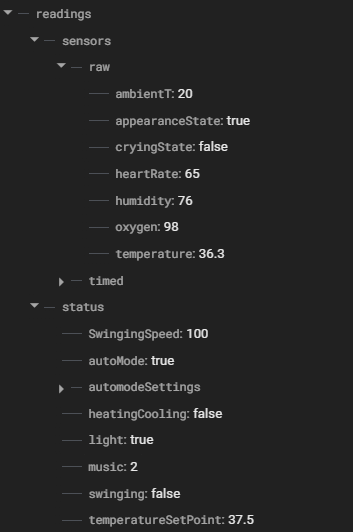 readings
sensors
raw
ambientT: 20
appearanceState: true
cryingState: false
heartRate: 65
humidity: 76
oxygen: 98
temperature: 36.3
timed
status
SwingingSpeed: 100
autoMode: true
automodeSettings
heatingCooling: false
light: true
music: 2
swinging: false
temperatureSetPoint: 37.5